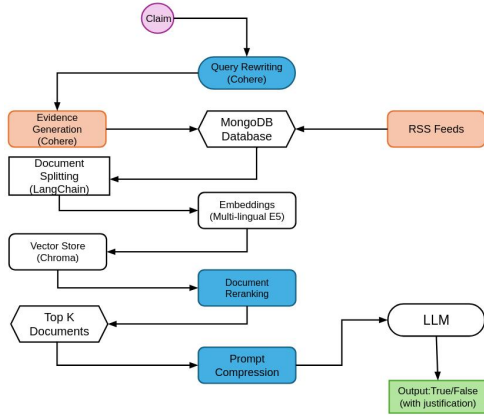 Claim
Query Rewriting
(Cohere)
Evidence
Generation
(Cohere)
MongoDB
Database
RSS Feeds
Document
Splitting
(LangChain)
Embeddings
(Multi-lingual E5)
Vector Store
(Chroma)
Document
Reranking
Top K
Documents
LLM
Prompt
Compression
Output:True/False
(with justification)